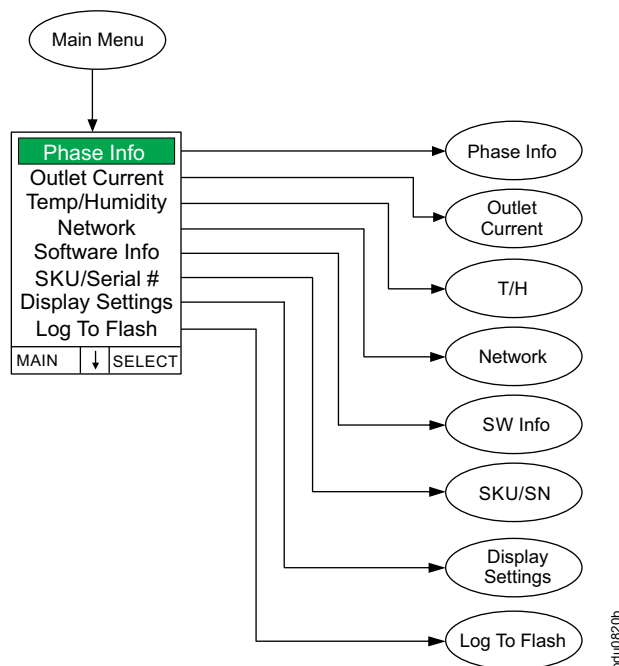 Main Menu
Phase Info
Outlet Current
Temp/Humidity
Network
Software Info
SKU/Serial #
Display Settings
Log To Flash
MAIN ↓ SELECT
Phase Info
Outlet
Current
T/H
Network
SW Info
SKU/SN
Display
Settings
Log To Flash